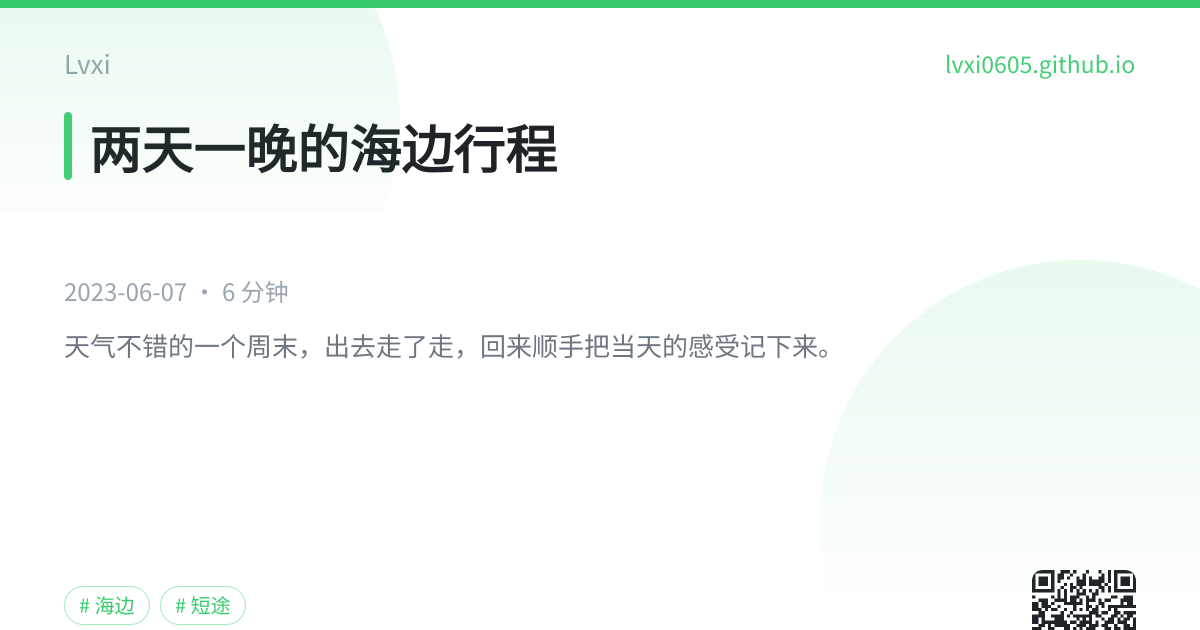 Lvxi
lvxi0605.github.io
两天一晚的海边行程
2023-06-07 · 6 分钟
天气不错的一个周末，出去走了走，回来顺手把当天的感受记下来。
# 海边
# 短途